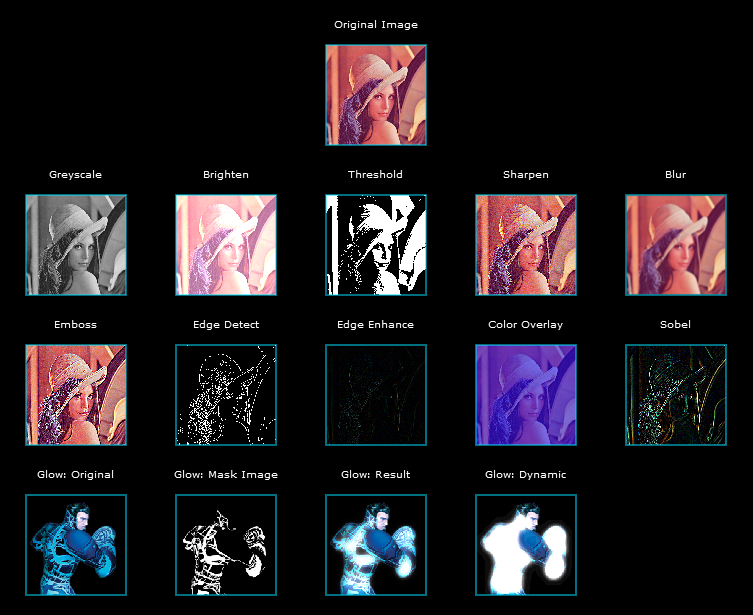 Original Image
Greyscale
Brighten
Threshold
Sharpen
Blur
Emboss
Edge Detect
Edge Enhance
Color Overlay
Sobel
Glow: Original
Glow: Mask Image
Glow: Result
Glow: Dynamic